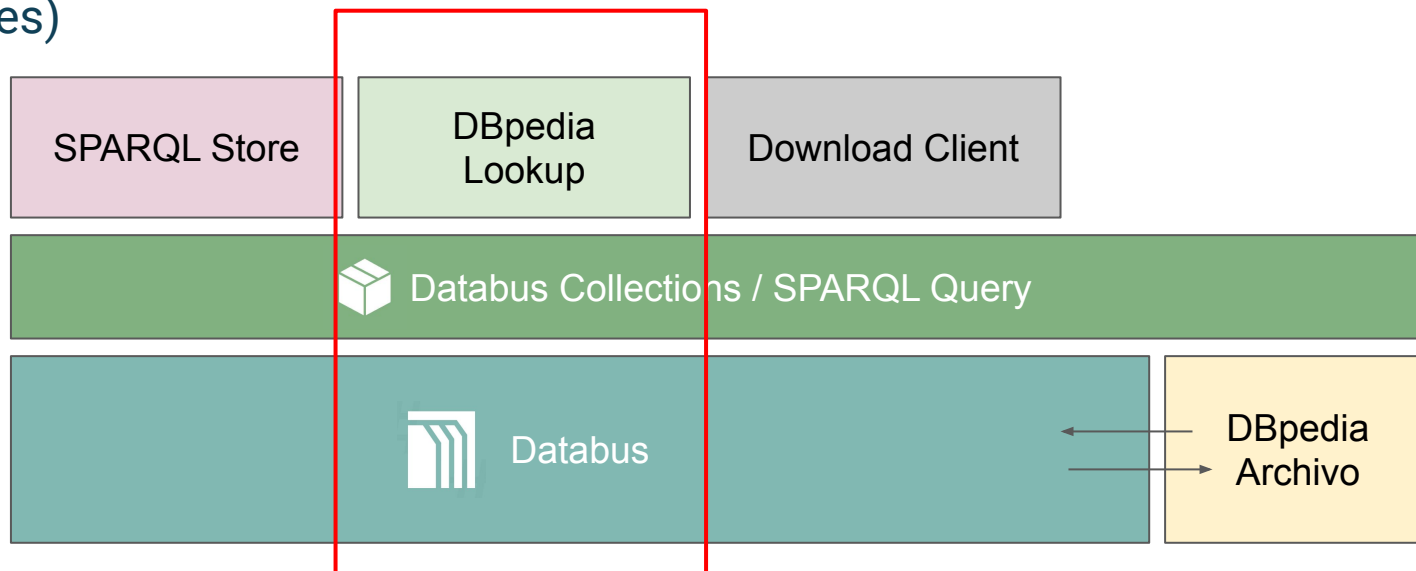 es)
SPARQL Store
DBpedia
Lookup
Download Client
Databus Collections / SPARQL Query
Databus
DBpedia
Archivo